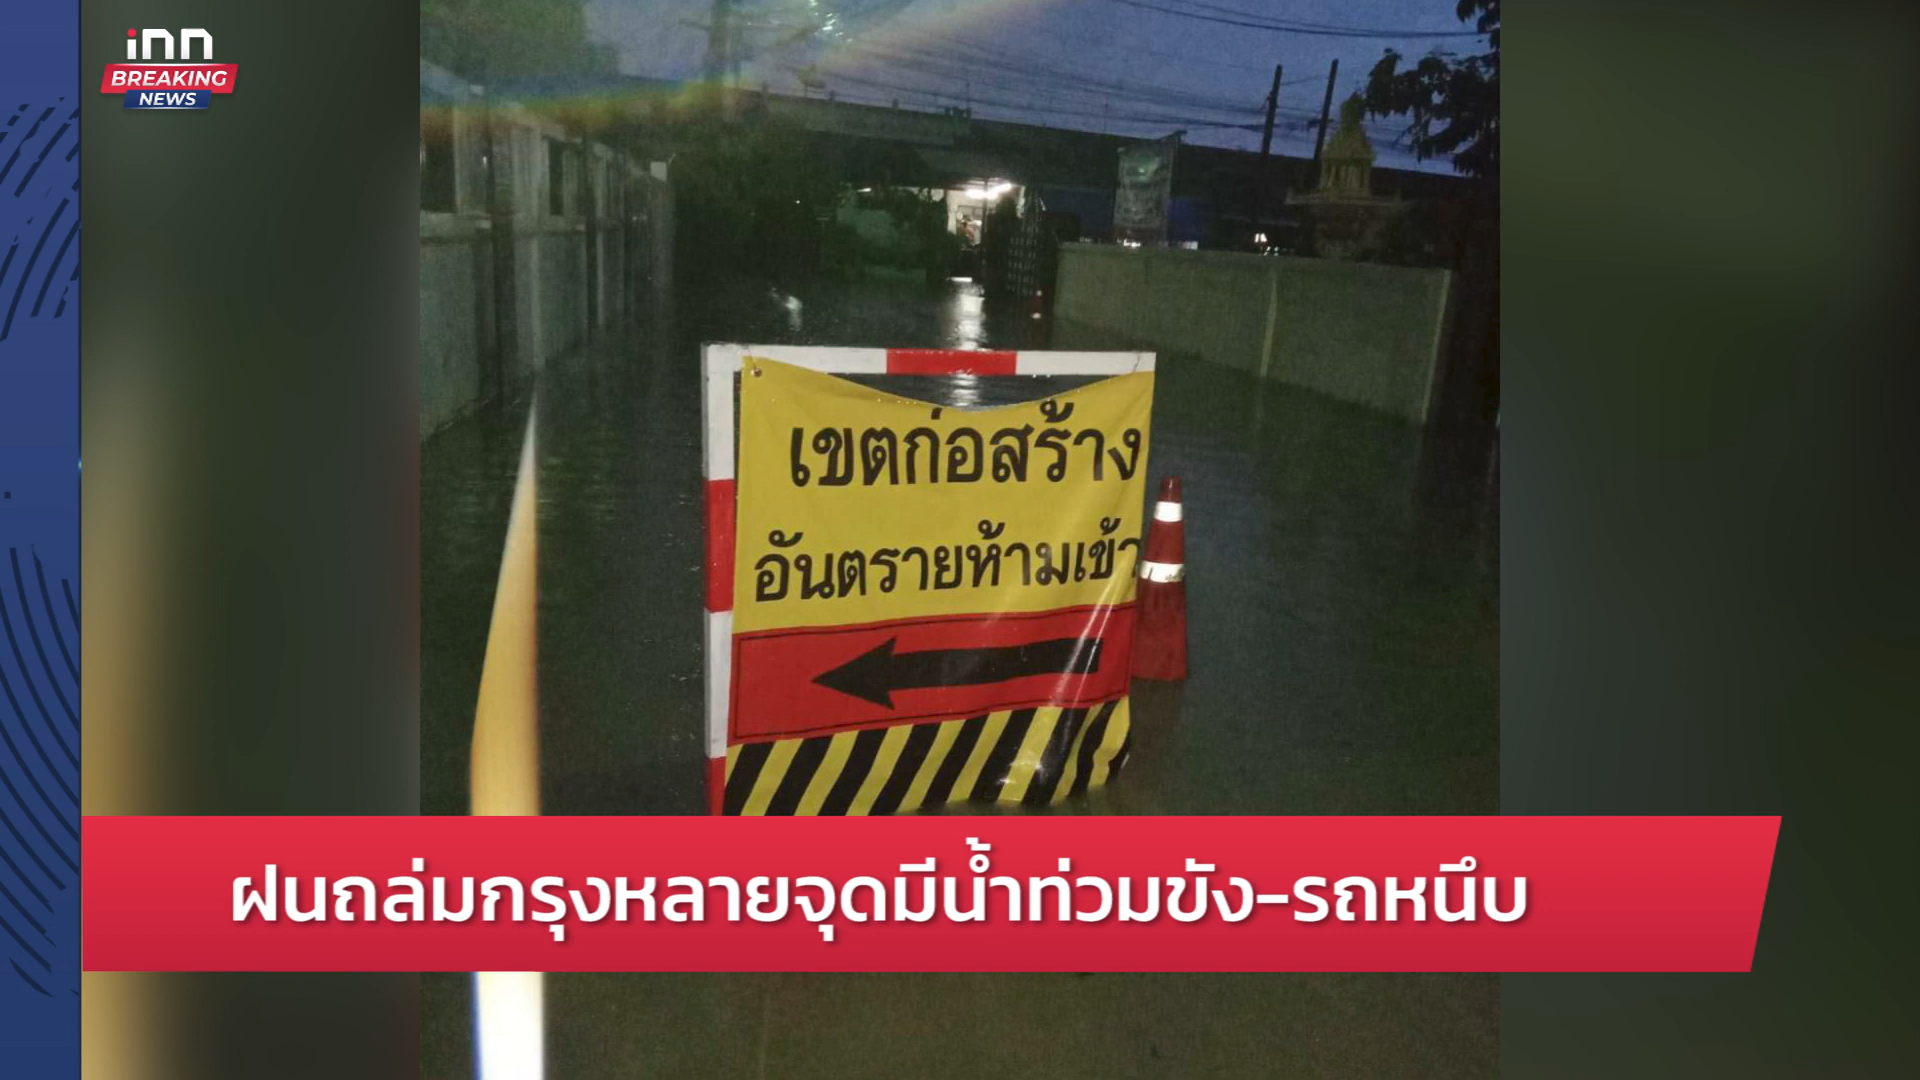 inn
BREAKING
NEWS
เขตก่อสร้าง
อันตรายห้ามเข้า
ฝนถล่มกรุงหลายจุดมีน้ำท่วมขัง-รถหนึบ